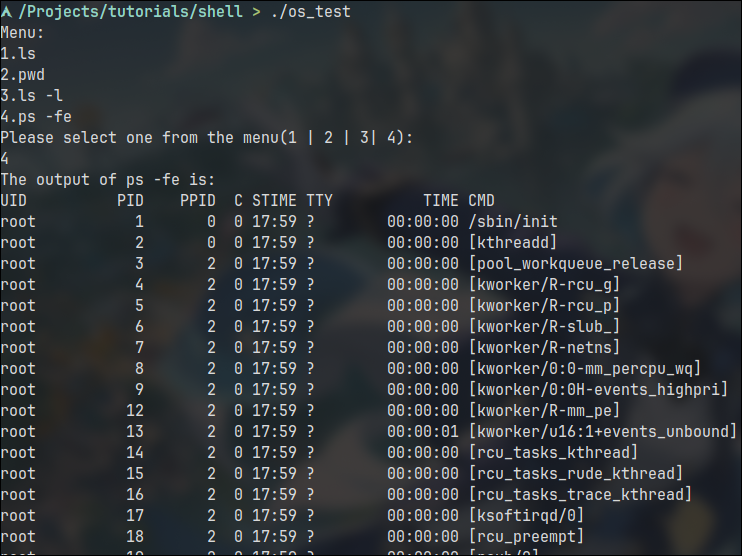 /Projects/tutorials/shell > ./os_test
Menu:
1.ls
2.pwd
3.ls -l
4.ps -fe
Please select one from the menu(1 | 2 | 3| 4):
4
The output of ps -fe is:
UID          PID    PPID  C STIME TTY          TIME CMD
root           1       0  0 17:59 ?        00:00:00 /sbin/init
root           2       0  0 17:59 ?        00:00:00 [kthreadd]
root           3       2  0 17:59 ?        00:00:00 [pool_workqueue_release]
root           4       2  0 17:59 ?        00:00:00 [kworker/R-rcu_g]
root           5       2  0 17:59 ?        00:00:00 [kworker/R-rcu_p]
root           6       2  0 17:59 ?        00:00:00 [kworker/R-slub_]
root           7       2  0 17:59 ?        00:00:00 [kworker/R-netns]
root           8       2  0 17:59 ?        00:00:00 [kworker/0:0-mm_percpu_wq]
root           9       2  0 17:59 ?        00:00:00 [kworker/0:0H-events_highpri]
root          12       2  0 17:59 ?        00:00:00 [kworker/R-mm_pe]
root          13       2  0 17:59 ?        00:00:01 [kworker/u16:1+events_unbound]
root          14       2  0 17:59 ?        00:00:00 [rcu_tasks_kthread]
root          15       2  0 17:59 ?        00:00:00 [rcu_tasks_rude_kthread]
root          16       2  0 17:59 ?        00:00:00 [rcu_tasks_trace_kthread]
root          17       2  0 17:59 ?        00:00:00 [ksoftirqd/0]
root          18       2  0 17:59 ?        00:00:00 [rcu_preempt]